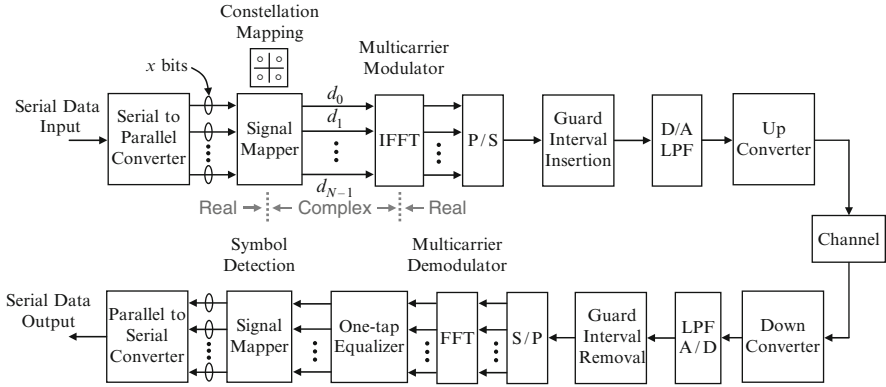 Constellation
Mapping
x bits
Multicarrier
Modulator
Serial Data
Input
Serial to
Parallel
Converter
Signal
Mapper
d0
d1
dN−1
IFFT
P/S
Guard
Interval
Insertion
D/A
LPF
Up
Converter
Real
Complex
Real
Channel
Symbol
Detection
Multicarrier
Demodulator
Serial Data
Output
Parallel to
Serial
Converter
Signal
Mapper
One-tap
Equalizer
FFT
S/P
Guard
Interval
Removal
LPF
A/D
Down
Converter